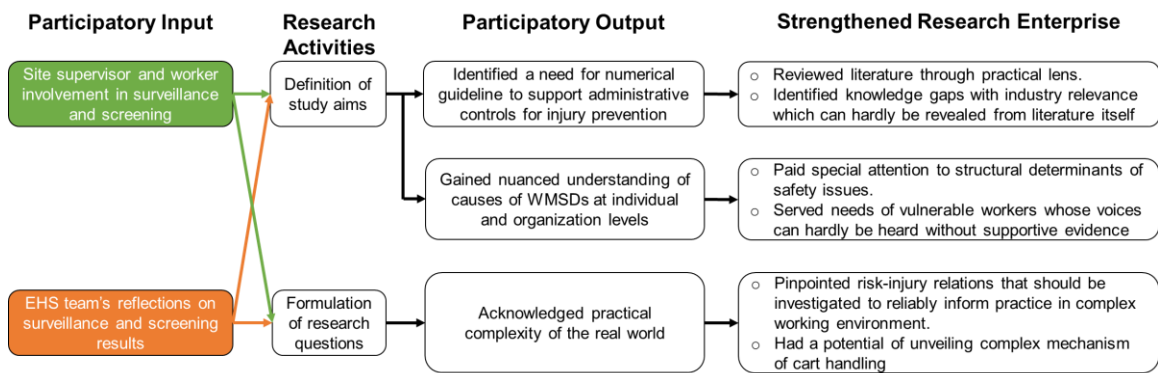 Participatory Input
Research
Activities
Participatory Output
Strengthened Research Enterprise
Site supervisor and worker
involvement in surveillance
and screening
Definition of
study aims
Identified a need for numerical
guideline to support administrative
controls for injury prevention
o Reviewed literature through practical lens.
o Identified knowledge gaps with industry relevance
which can hardly be revealed from literature itself
Gained nuanced understanding of
causes of WMSDs at individual
and organization levels
o Paid special attention to structural determinants of
safety issues.
o Served needs of vulnerable workers whose voices
can hardly be heard without supportive evidence
EHS team's reflections on
surveillance and screening
results
Formulation
of research
questions
Acknowledged practical
complexity of the real world
o Pinpointed risk-injury relations that should be
investigated to reliably inform practice in complex
working environment.
o Had a potential of unveiling complex mechanism
of cart handling